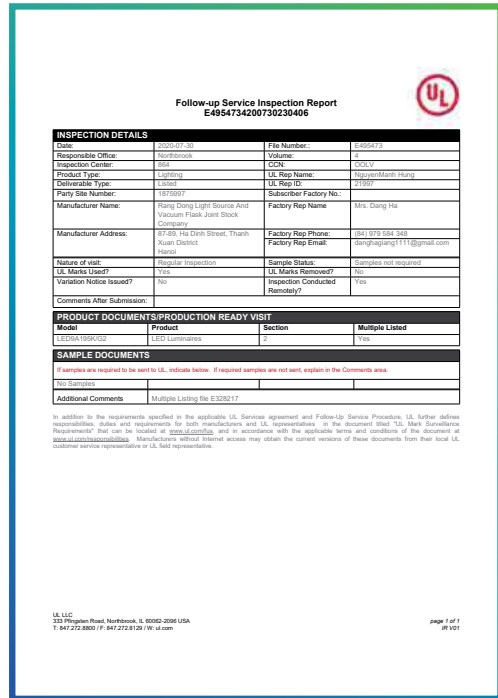 UL
Follow-up Service Inspection Report
E4954734200730230406
INSPECTION DETAILS
Date: 2020-07-30 File Number.: E495473
Responsible Office: Northbrook Volume: 4
Inspection Center: 864 CCN: OOLV
Product Type: Lighting UL Rep Name: NguyenManh Hung
Deliverable Type: Listed UL Rep ID: 21997
Party Site Number: 1875997 Subscriber Factory No.:
Manufacturer Name: Rang Dong Light Source And Factory Rep Name Mrs. Dang Ha
Vacuum Flask Joint Stock
Company
Manufacturer Address: 87-89, Ha Dinh Street, Thanh Factory Rep Phone: (84) 979 584 348
Xuan District Factory Rep Email: danghagiang1111@gmail.com
Hanoi
Nature of visit: Regular Inspection Sample Status: Samples not required
UL Marks Used? Yes UL Marks Removed? No
Variation Notice Issued? No Inspection Conducted Yes
Remotely?
Comments After Submission:
PRODUCT DOCUMENTS/PRODUCTION READY VISIT
Model Product Section Multiple Listed
LED9A195K/G2 LED Luminaires 2 Yes
SAMPLE DOCUMENTS
If samples are required to be sent to UL, indicate below. If required samples are not sent, explain in the Comments area.
No Samples
Additional Comments Multiple Listing file E328217
In addition to the requirements specified in the applicable UL Services agreement and Follow-Up Service Procedure, UL further defines
responsibilities, duties and requirements for both manufacturers and UL representatives in the document titled "UL Mark Surveillance
Requirements" that can be located at www.ul.com/fus, and in accordance with the applicable terms and conditions of the document at
www.ul.com/responsibilities. Manufacturers without Internet access may obtain the current versions of these documents from their local UL
customer service representative or UL field representative.
UL LLC
333 Pfingsten Road, Northbrook, IL 60062-2096 USA page 1 of 1
T: 847.272.8800 / F: 847.272.8129 / W: ul.com IR V01